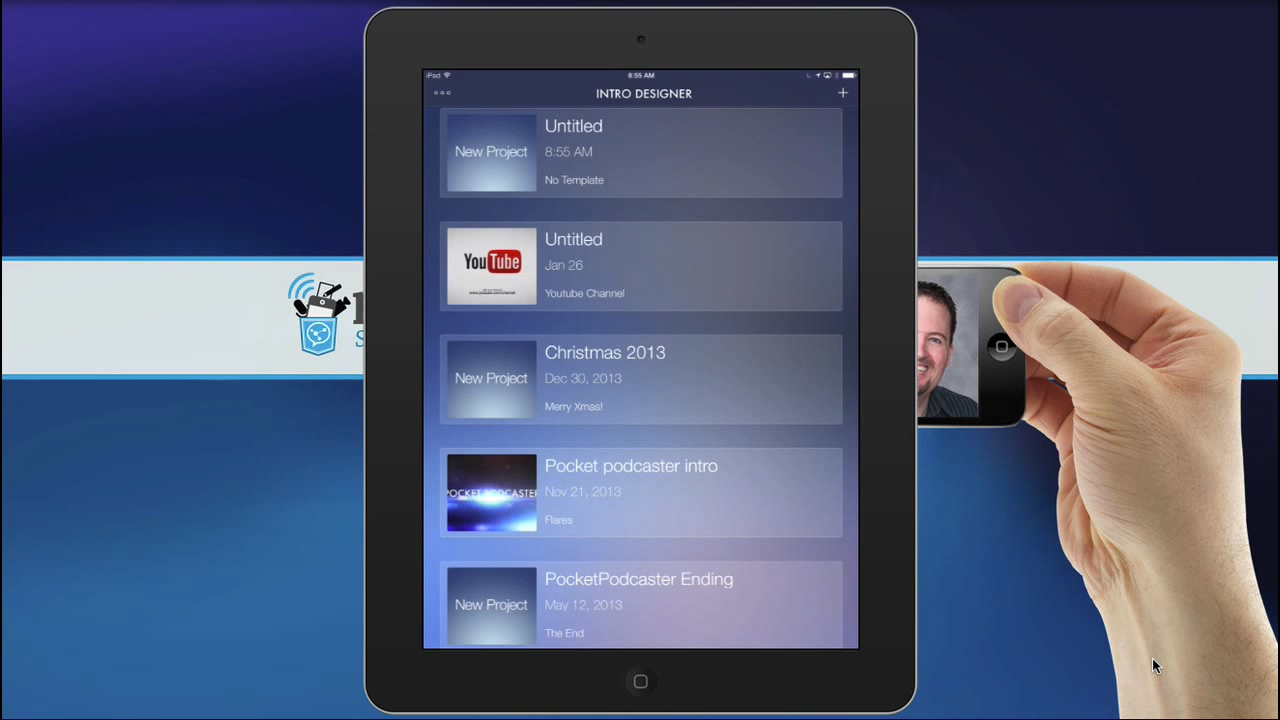 iPad
8:55 AM
INTRO DESIGNER
New Project
Untitled
8:55 AM
No Template
YouTube
Untitled
Jan 26
Youtube Channel
New Project
Christmas 2013
Dec 30, 2013
Merry Xmas!
POCKET PODCASTER
Pocket podcaster intro
Nov 21, 2013
Flares
New Project
PocketPodcaster Ending
May 12, 2013
The End